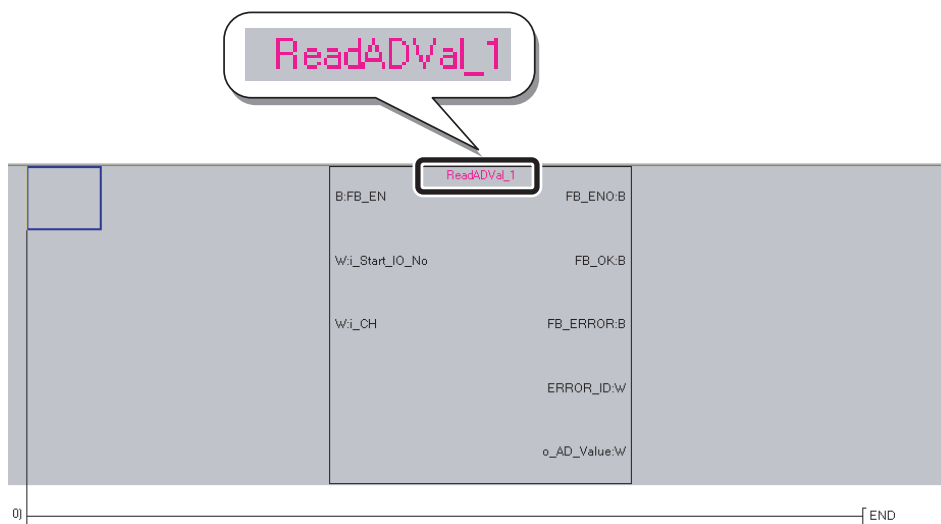 ReadADVal_1
ReadADVal_1
B:FB_EN FB_ENO:B
W:i_Start_IO_No FB_OK:B
W:i_CH FB_ERROR:B
ERROR_ID:W
o_AD_Value:W
0) END